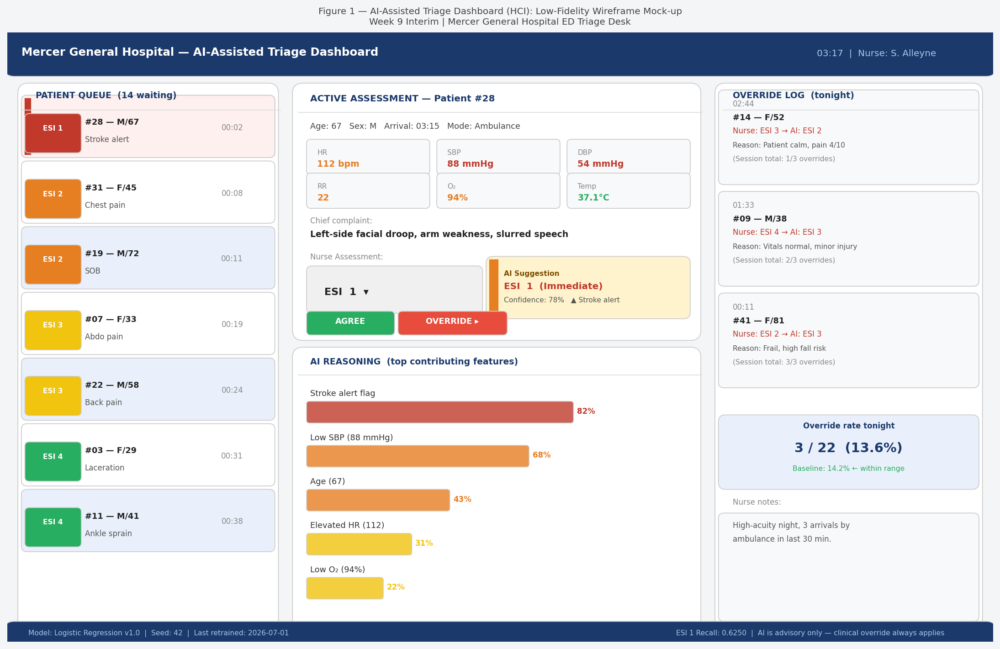 Figure 1 — AI-Assisted Triage Dashboard (HCI): Low-Fidelity Wireframe Mock-up
Week 9 Interim | Mercer General Hospital ED Triage Desk
Mercer General Hospital — AI-Assisted Triage Dashboard
03:17 | Nurse: S. Alleyne
PATIENT QUEUE (14 waiting)
ESI 1
#28 — M/67
Stroke alert
00:02
ESI 2
#31 — F/45
Chest pain
00:08
ESI 2
#19 — M/72
SOB
00:11
ESI 3
#07 — F/33
Abdo pain
00:19
ESI 3
#22 — M/58
Back pain
00:24
ESI 4
#03 — F/29
Laceration
00:31
ESI 4
#11 — M/41
Ankle sprain
00:38
ACTIVE ASSESSMENT — Patient #28
Age: 67 Sex: M Arrival: 03:15 Mode: Ambulance
HR
112 bpm
SBP
88 mmHg
DBP
54 mmHg
RR
22
O₂
94%
Temp
37.1°C
Chief complaint:
Left-side facial droop, arm weakness, slurred speech
Nurse Assessment:
ESI 1 ▾
AI Suggestion
ESI 1 (Immediate)
Confidence: 78% ▲ Stroke alert
AGREE
OVERRIDE ▸
AI REASONING (top contributing features)
Stroke alert flag
82%
Low SBP (88 mmHg)
68%
Age (67)
43%
Elevated HR (112)
31%
Low O₂ (94%)
22%
OVERRIDE LOG (tonight)
02:44
#14 — F/52
Nurse: ESI 3 → AI: ESI 2
Reason: Patient calm, pain 4/10
(Session total: 1/3 overrides)
01:33
#09 — M/38
Nurse: ESI 4 → AI: ESI 3
Reason: Vitals normal, minor injury
(Session total: 2/3 overrides)
00:11
#41 — F/81
Nurse: ESI 2 → AI: ESI 3
Reason: Frail, high fall risk
(Session total: 3/3 overrides)
Override rate tonight
3 / 22 (13.6%)
Baseline: 14.2% ← within range
Nurse notes:
High-acuity night, 3 arrivals by
ambulance in last 30 min.
Model: Logistic Regression v1.0 | Seed: 42 | Last retrained: 2026-07-01
ESI 1 Recall: 0.6250 | AI is advisory only — clinical override always applies